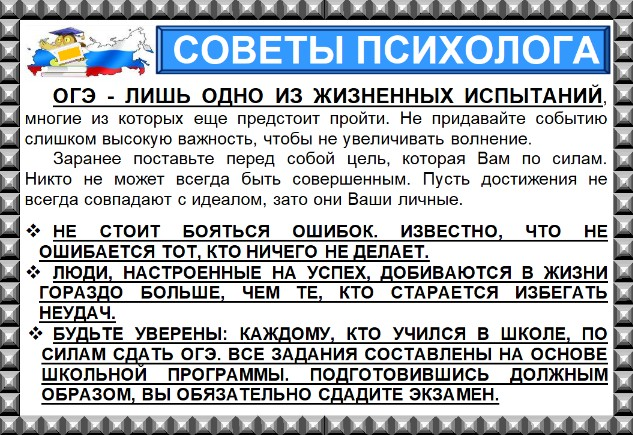 СОВЕТЫ ПСИХОЛОГА
ОГЭ - ЛИШЬ ОДНО ИЗ ЖИЗНЕННЫХ ИСПЫТАНИЙ,
многие из которых еще предстоит пройти. Не придавайте событию
слишком высокую важность, чтобы не увеличивать волнение.
Заранее поставьте перед собой цель, которая Вам по силам.
Никто не может всегда быть совершенным. Пусть достижения не
всегда совпадают с идеалом, зато они Ваши личные.
❖ НЕ СТОИТ БОЯТЬСЯ ОШИБОК. ИЗВЕСТНО, ЧТО НЕ
ОШИБАЕТСЯ ТОТ, КТО НИЧЕГО НЕ ДЕЛАЕТ.
❖ ЛЮДИ, НАСТРОЕННЫЕ НА УСПЕХ, ДОБИВАЮТСЯ В ЖИЗНИ
ГОРАЗДО БОЛЬШЕ, ЧЕМ ТЕ, КТО СТАРАЕТСЯ ИЗБЕГАТЬ
НЕУДАЧ.
❖ БУДЬТЕ УВЕРЕНЫ: КАЖДОМУ, КТО УЧИЛСЯ В ШКОЛЕ, ПО
СИЛАМ СДАТЬ ОГЭ. ВСЕ ЗАДАНИЯ СОСТАВЛЕНЫ НА ОСНОВЕ
ШКОЛЬНОЙ ПРОГРАММЫ. ПОДГОТОВИВШИСЬ ДОЛЖНЫМ
ОБРАЗОМ, ВЫ ОБЯЗАТЕЛЬНО СДАДИТЕ ЭКЗАМЕН.